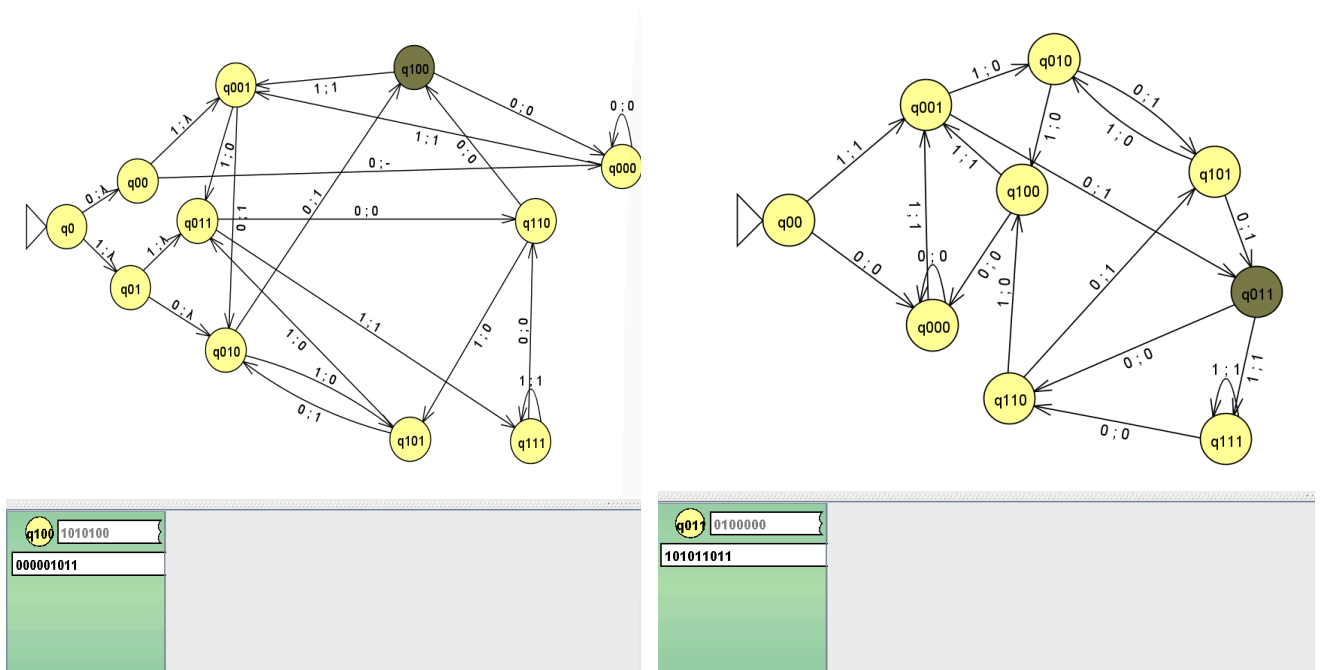 q100
q001
1 ; 1
0 ; 0
0 ; 0
1 ; λ
1 ; 1
0 ; 0
q000
1 ; 0
0 ; -
q00
0 ; λ
0 ; 1
q0
q011
0 ; 1
0 ; 0
q110
1 ; λ
1 ; λ
q01
0 ; λ
1 ; 0
1 ; 1
0 ; 0
1 ; 0
q010
1 ; 0
1 ; 1
0 ; 1
q101
q111
q100
1010100
000001011
q010
1 ; 0
0 ; 1
q001
1 ; 0
1 ; 0
1 ; 1
1 ; 1
q101
q100
0 ; 1
q00
1 ; 1
0 ; 1
0 ; 0
0 ; 0
0 ; 0
1 ; 0
0 ; 1
q011
q000
0 ; 0
1 ; 1
1 ; 1
q110
0 ; 0
q111
q011
0100000
101011011